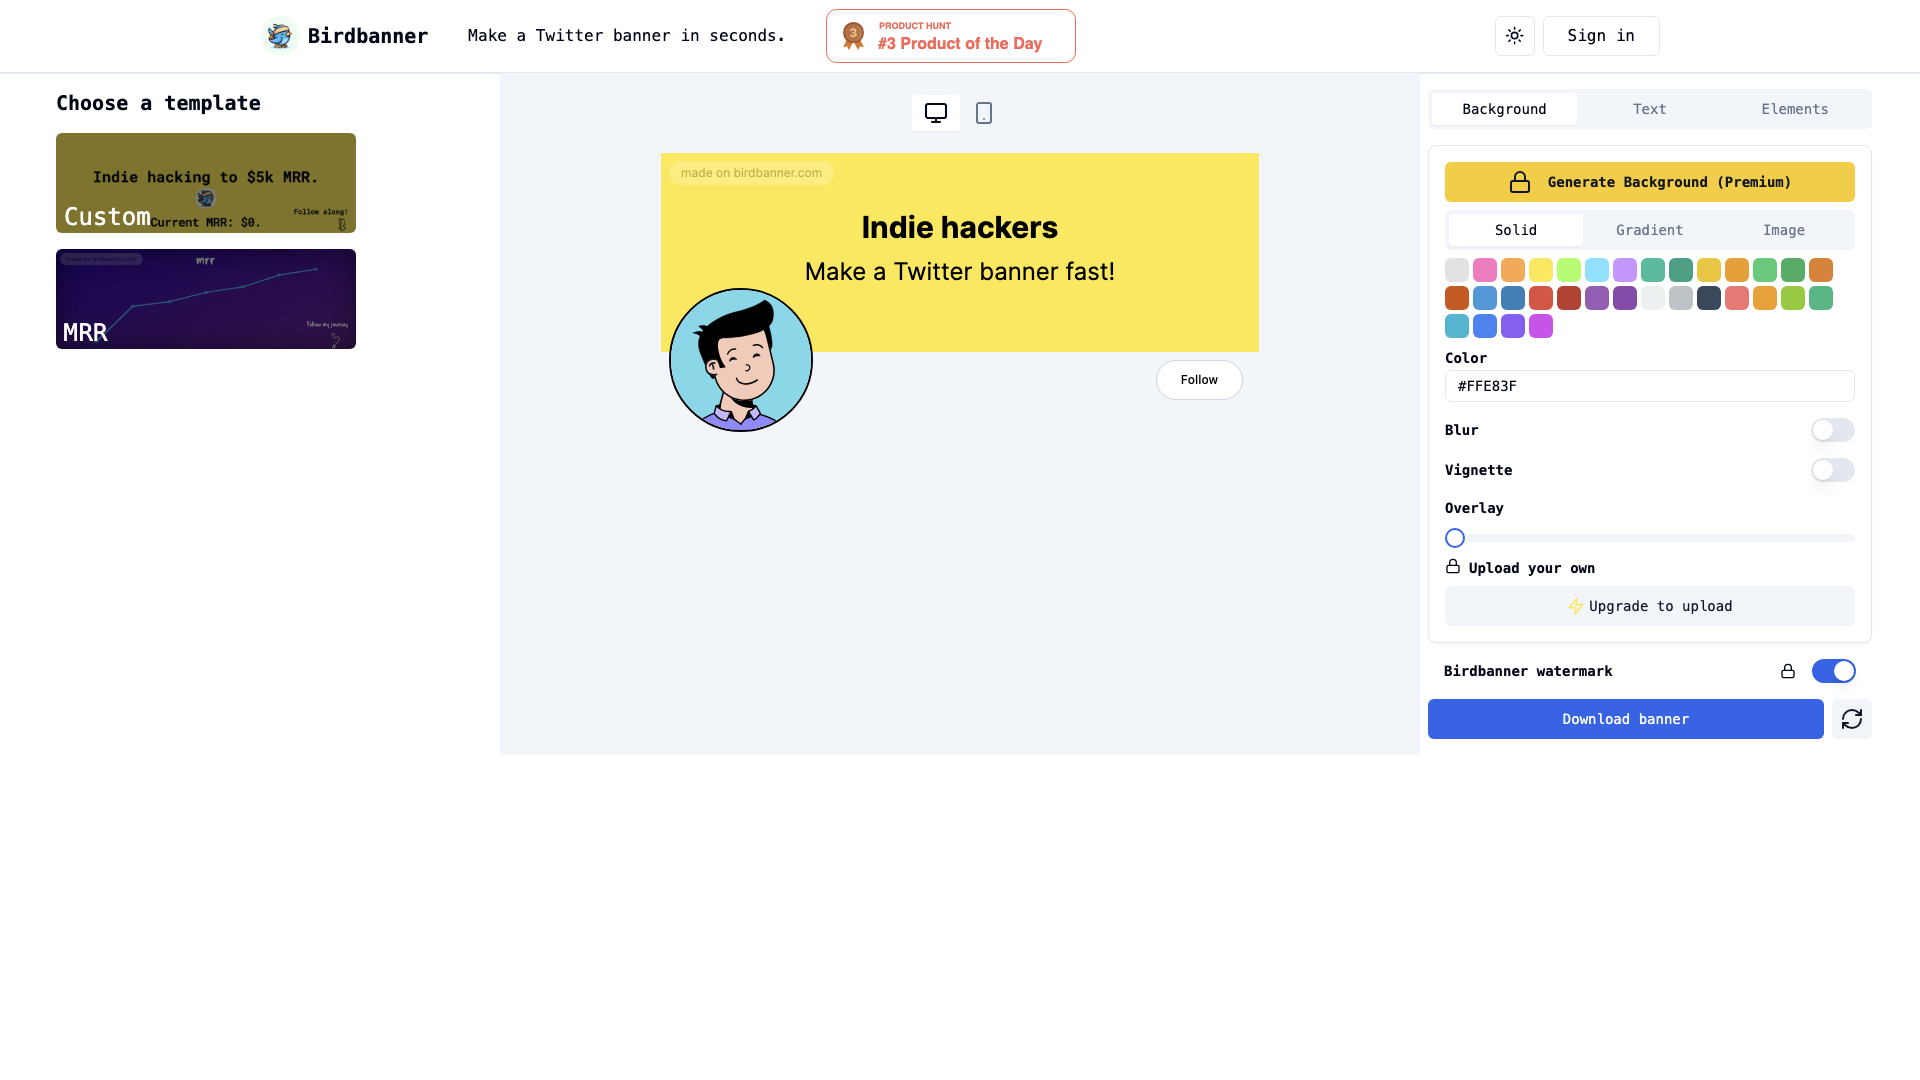 Birdbanner
Make a Twitter banner in seconds.
3
PRODUCT HUNT
#3 Product of the Day
Sign in
Choose a template
Indie hacking to $5k MRR.
Follow along!
Custom
Current MRR: $0.
made on birdbanner.com
mrr
Follow my journey
MRR
made on birdbanner.com
Indie hackers
Make a Twitter banner fast!
Follow
Background
Text
Elements
Generate Background (Premium)
Solid
Gradient
Image
Color
#FFE83F
Blur
Vignette
Overlay
Upload your own
Upgrade to upload
Birdbanner watermark
Download banner